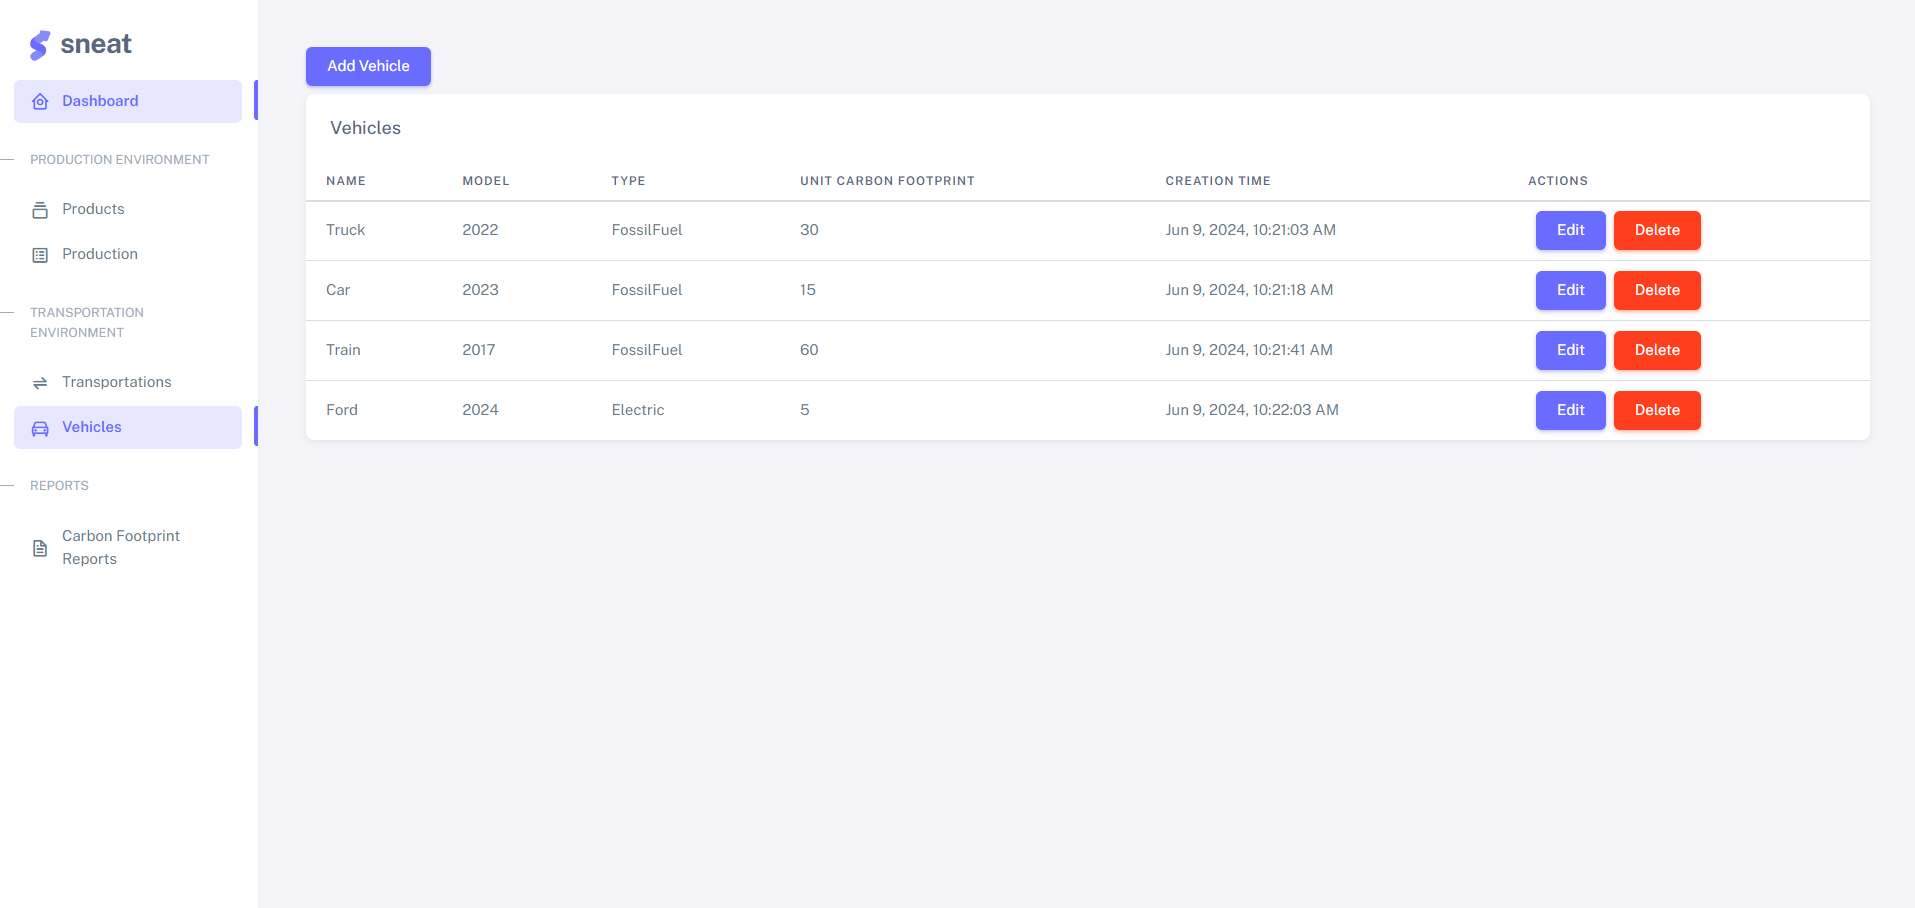 sneat
Dashboard
PRODUCTION ENVIRONMENT
Products
Production
TRANSPORTATION
ENVIRONMENT
Transportations
Vehicles
REPORTS
Carbon Footprint
Reports
Add Vehicle
Vehicles
NAME MODEL TYPE UNIT CARBON FOOTPRINT CREATION TIME ACTIONS
Truck 2022 FossilFuel 30 Jun 9, 2024, 10:21:03 AM Edit Delete
Car 2023 FossilFuel 15 Jun 9, 2024, 10:21:18 AM Edit Delete
Train 2017 FossilFuel 60 Jun 9, 2024, 10:21:41 AM Edit Delete
Ford 2024 Electric 5 Jun 9, 2024, 10:22:03 AM Edit Delete